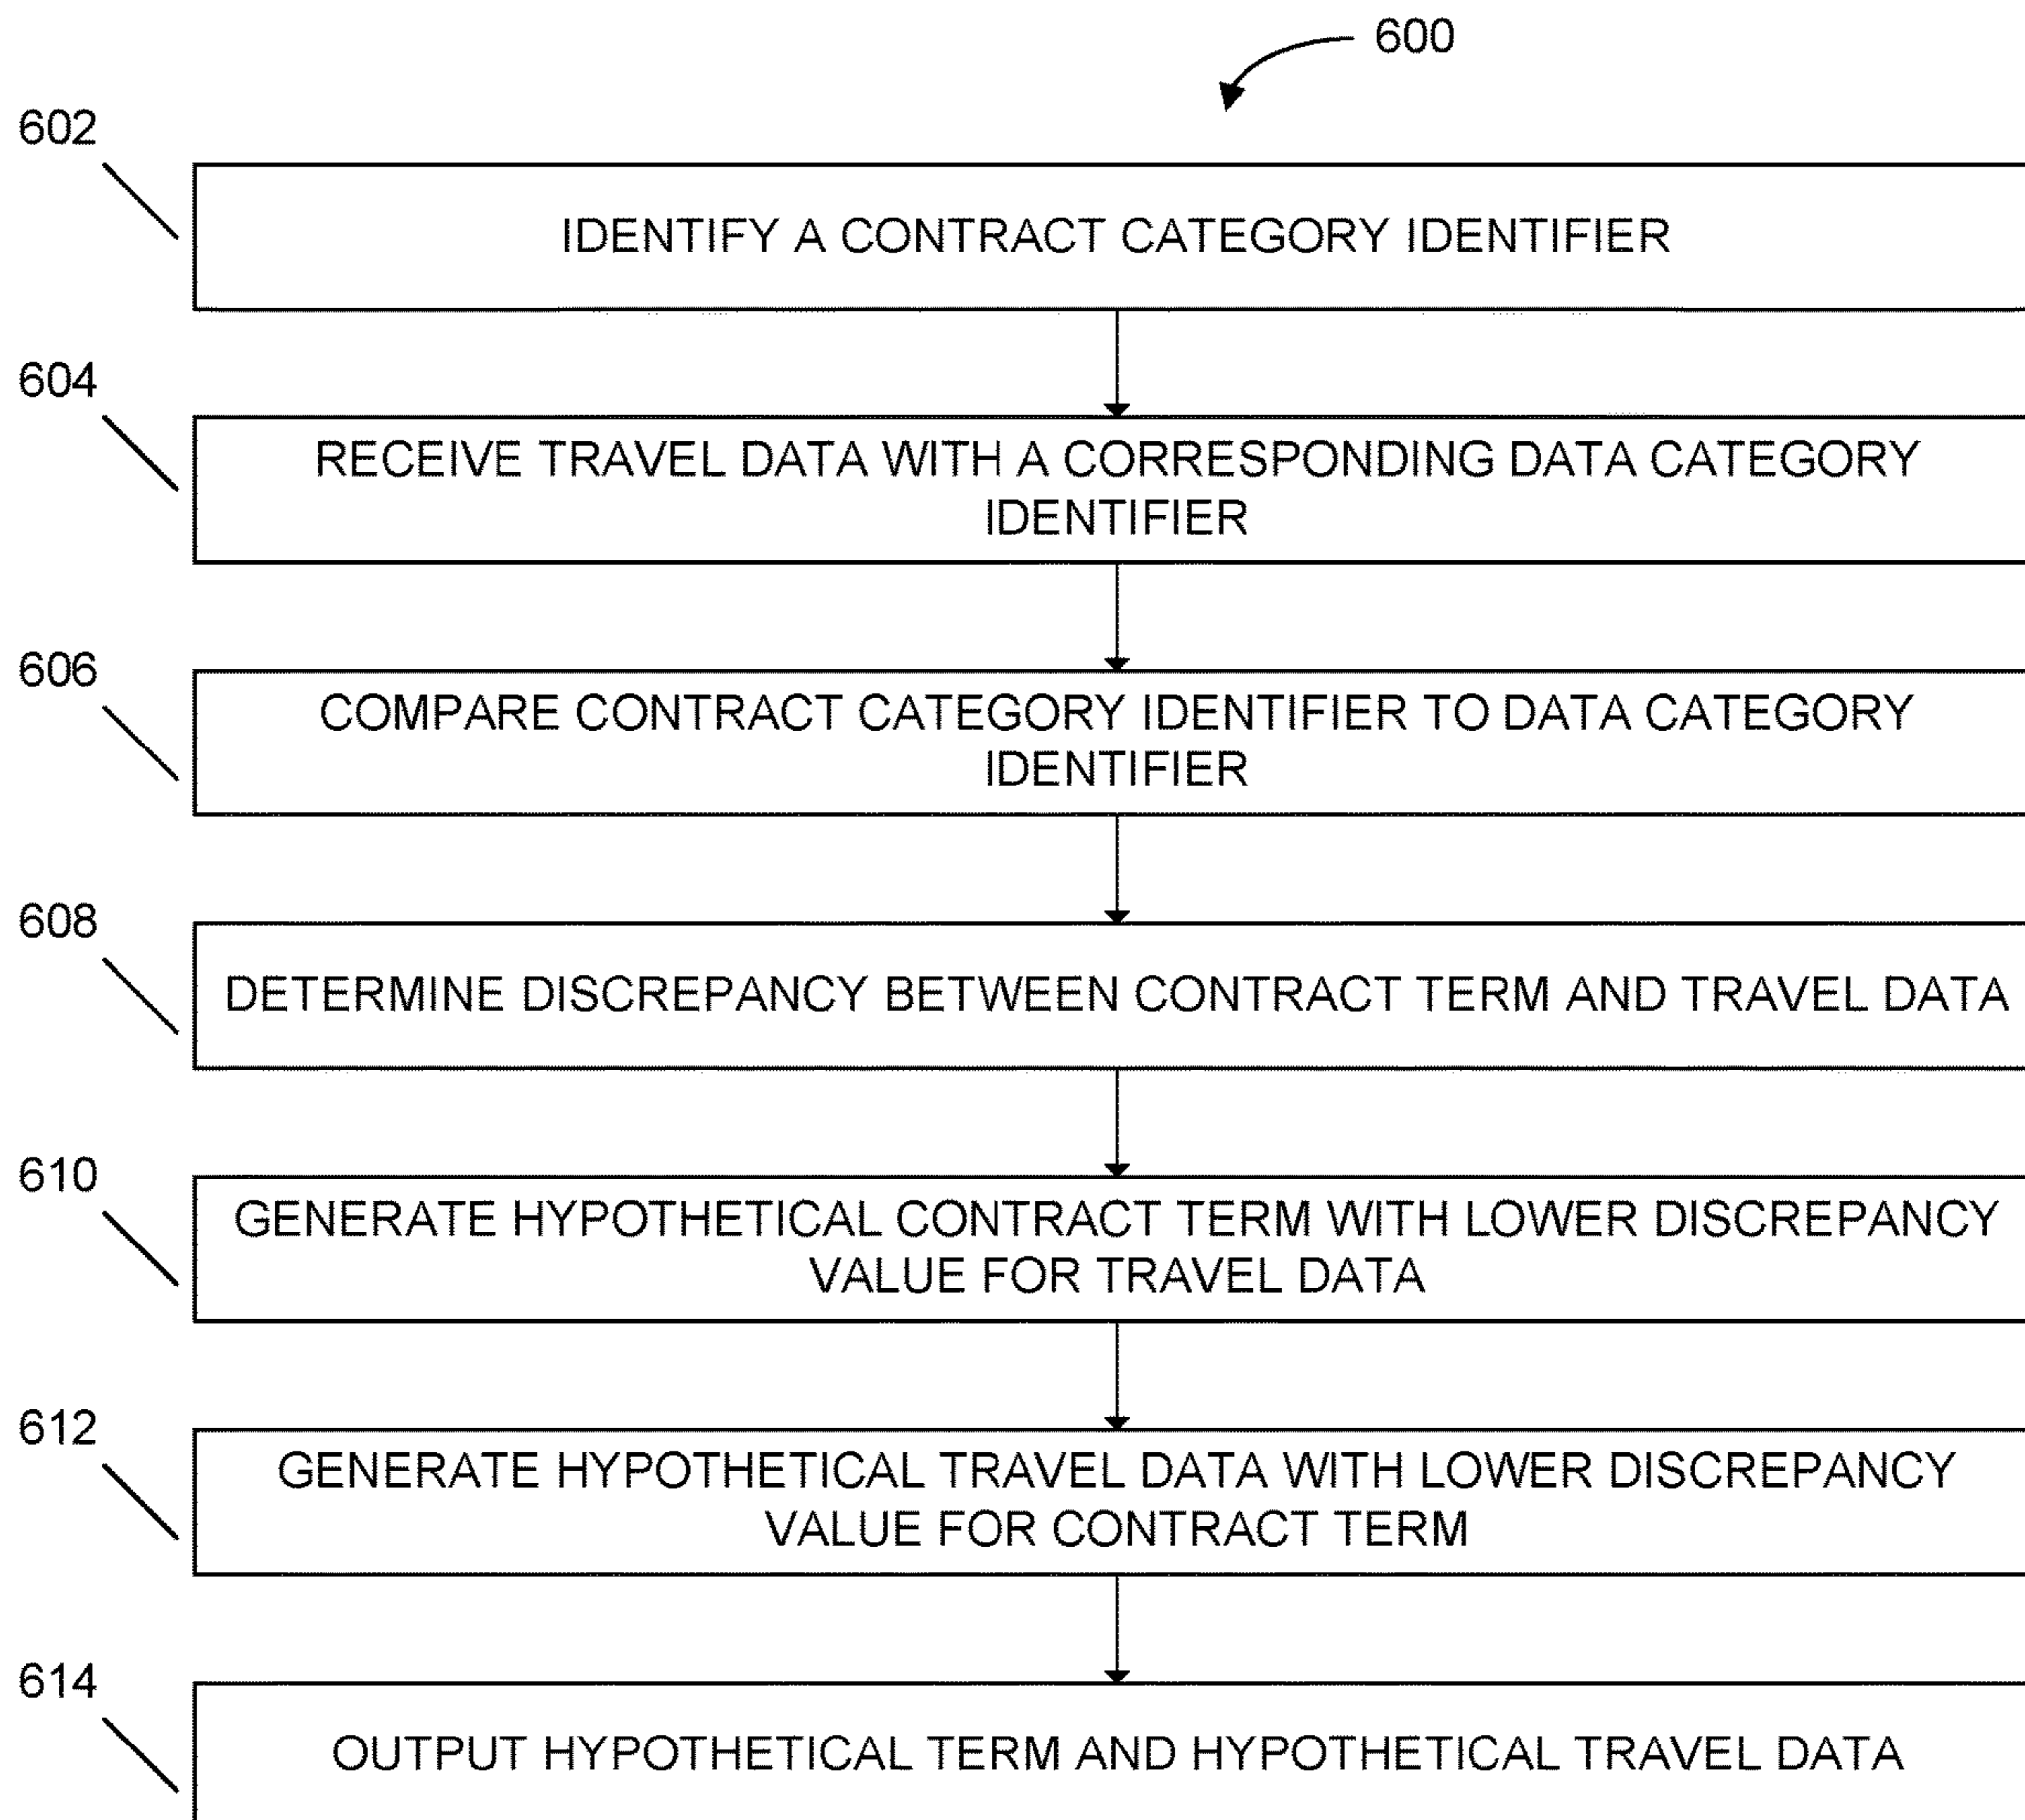 600
602
IDENTIFY A CONTRACT CATEGORY IDENTIFIER
604
RECEIVE TRAVEL DATA WITH A CORRESPONDING DATA CATEGORY
IDENTIFIER
606
COMPARE CONTRACT CATEGORY IDENTIFIER TO DATA CATEGORY
IDENTIFIER
608
DETERMINE DISCREPANCY BETWEEN CONTRACT TERM AND TRAVEL DATA
610
GENERATE HYPOTHETICAL CONTRACT TERM WITH LOWER DISCREPANCY
VALUE FOR TRAVEL DATA
612
GENERATE HYPOTHETICAL TRAVEL DATA WITH LOWER DISCREPANCY
VALUE FOR CONTRACT TERM
614
OUTPUT HYPOTHETICAL TERM AND HYPOTHETICAL TRAVEL DATA